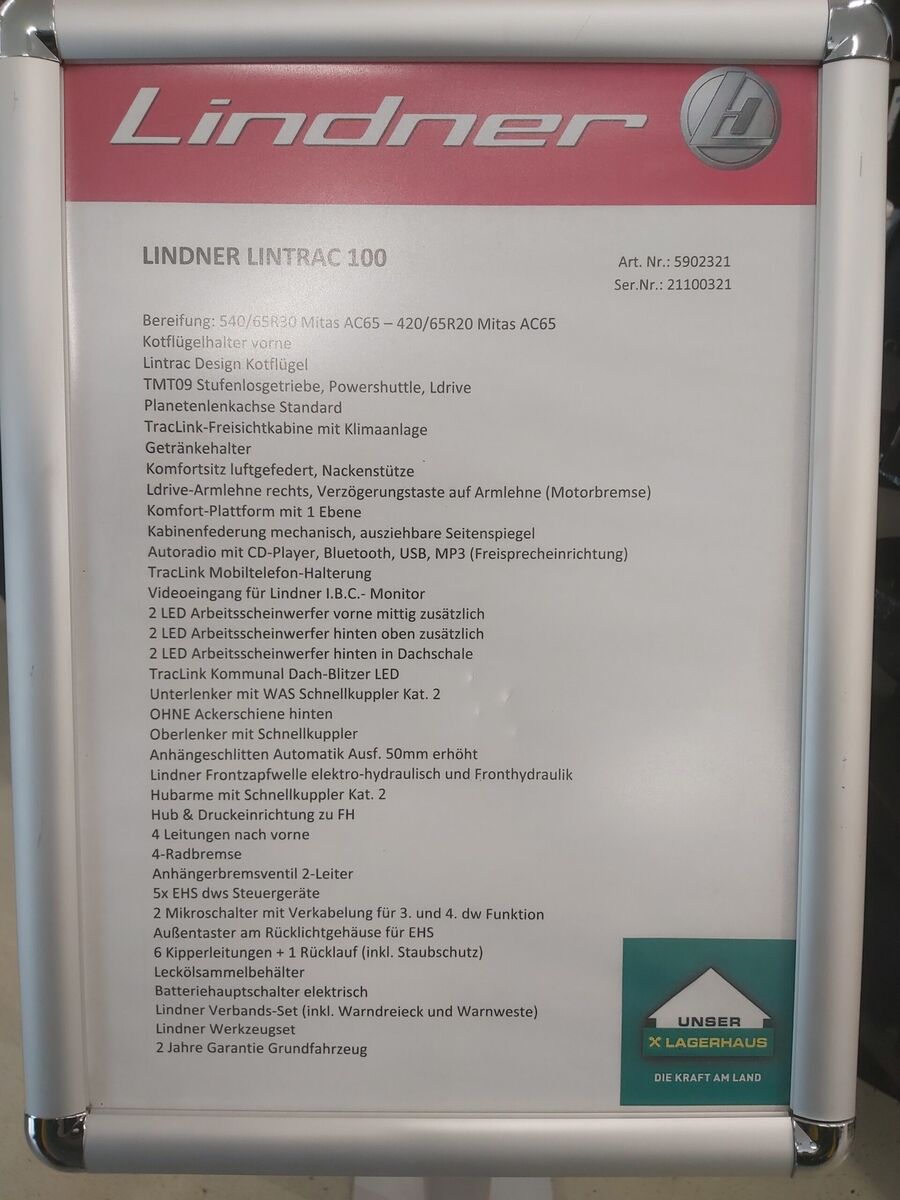 Lindner
LINDNER LINTRAC 100
Art. Nr.: 5902321
Ser.Nr.: 21100321
Bereifung: 540/65R30 Mitas AC65 – 420/65R20 Mitas AC65
Kotflügelhalter vorne
Lintrac Design Kotflügel
TMT09 Stufenlosgetriebe, Powershuttle, Ldrive
Planetenlenkachse Standard
TracLink-Freisichtkabine mit Klimaanlage
Getränkehalter
Komfortsitz luftgefedert, Nackenstütze
Ldrive-Armlehne rechts, Verzögerungstaste auf Armlehne (Motorbremse)
Komfort-Plattform mit 1 Ebene
Kabinenfederung mechanisch, ausziehbare Seitenspiegel
Autoradio mit CD-Player, Bluetooth, USB, MP3 (Freisprecheinrichtung)
TracLink Mobiltelefon-Halterung
Videoeingang für Lindner I.B.C.- Monitor
2 LED Arbeitsscheinwerfer vorne mittig zusätzlich
2 LED Arbeitsscheinwerfer hinten oben zusätzlich
2 LED Arbeitsscheinwerfer hinten in Dachschale
TracLink Kommunal Dach-Blitzer LED
Unterlenker mit WAS Schnellkuppler Kat. 2
OHNE Ackerschiene hinten
Oberlenker mit Schnellkuppler
Anhängeschlitten Automatik Ausf. 50mm erhöht
Lindner Frontzapfwelle elektro-hydraulisch und Fronthydraulik
Hubarme mit Schnellkuppler Kat. 2
Hub & Druckeinrichtung zu FH
4 Leitungen nach vorne
4-Radbremse
Anhängerbremsventil 2-Leiter
5x EHS dws Steuergeräte
2 Mikroschalter mit Verkabelung für 3. und 4. dw Funktion
Außentaster am Rücklichtgehäuse für EHS
6 Kipperleitungen + 1 Rücklauf (inkl. Staubschutz)
Leckölsammelbehälter
Batteriehauptschalter elektrisch
Lindner Verbands-Set (inkl. Warndreieck und Warnweste)
Lindner Werkzeugset
2 Jahre Garantie Grundfahrzeug
UNSER
LAGERHAUS
DIE KRAFT AM LAND